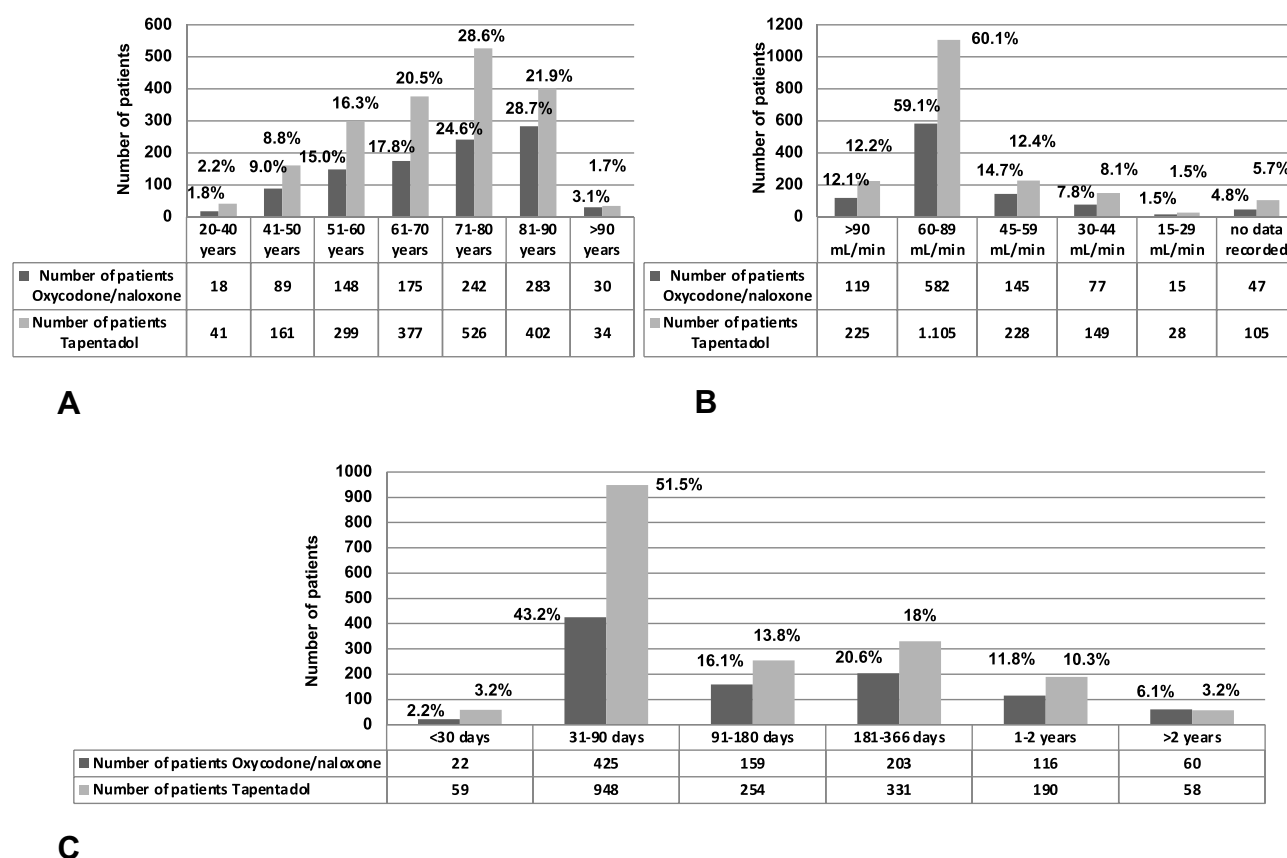 Number of patients
600
500
400
300
200
100
0
1.8%
2.2%
9.0%
8.8%
15.0%
16.3%
17.8%
20.5%
24.6%
28.6%
28.7%
21.9%
3.1%
1.7%
20-40 years
41-50 years
51-60 years
61-70 years
71-80 years
81-90 years
>90 years
Number of patients
Oxycodone/naloxone
18 89 148 175 242 283 30
Number of patients
Tapentadol
41 161 299 377 526 402 34
A
Number of patients
1200
1000
800
600
400
200
0
12.1%
12.2%
59.1%
60.1%
14.7%
12.4%
7.8%
8.1%
1.5%
1.5%
4.8%
5.7%
>90 mL/min
60-89 mL/min
45-59 mL/min
30-44 mL/min
15-29 mL/min
no data recorded
Number of patients
Oxycodone/naloxone
119 582 145 77 15 47
Number of patients
Tapentadol
225 1.105 228 149 28 105
B
Number of patients
1000
900
800
700
600
500
400
300
200
100
0
2.2%
3.2%
43.2%
51.5%
16.1%
13.8%
20.6%
18%
11.8%
10.3%
6.1%
3.2%
<30 days 31-90 days 91-180 days 181-366 days 1-2 years >2 years
Number of patients Oxycodone/naloxone 22 425 159 203 116 60
Number of patients Tapentadol 59 948 254 331 190 58
C